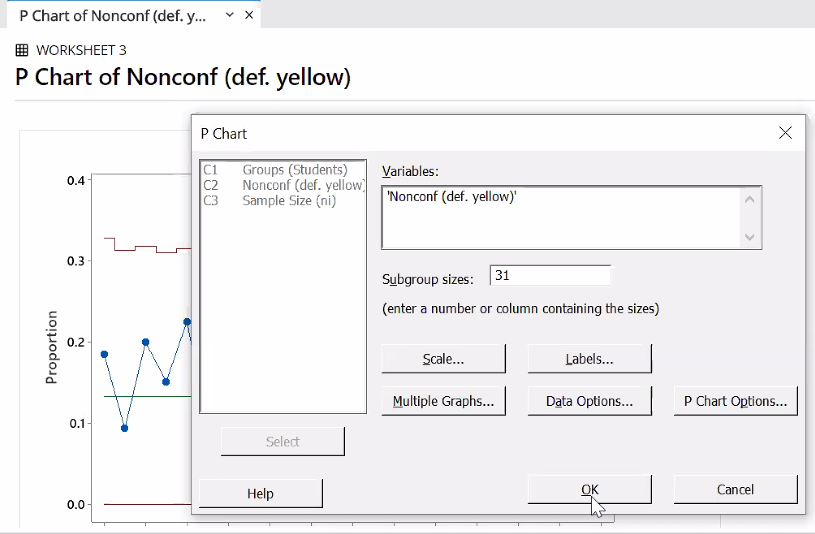 P Chart of Nonconf (def. y...
WORKSHEET 3
P Chart of Nonconf (def. yellow)
P Chart
C1 Groups (Students)
C2 Nonconf (def. yellow)
C3 Sample Size (ni)
Variables:
'Nonconf (def. yellow)'
Subgroup sizes: 31
(enter a number or column containing the sizes)
Scale... Labels...
Multiple Graphs... Data Options... P Chart Options...
Select
Help OK Cancel
Proportion
0.4
0.3
0.2
0.1
0.0